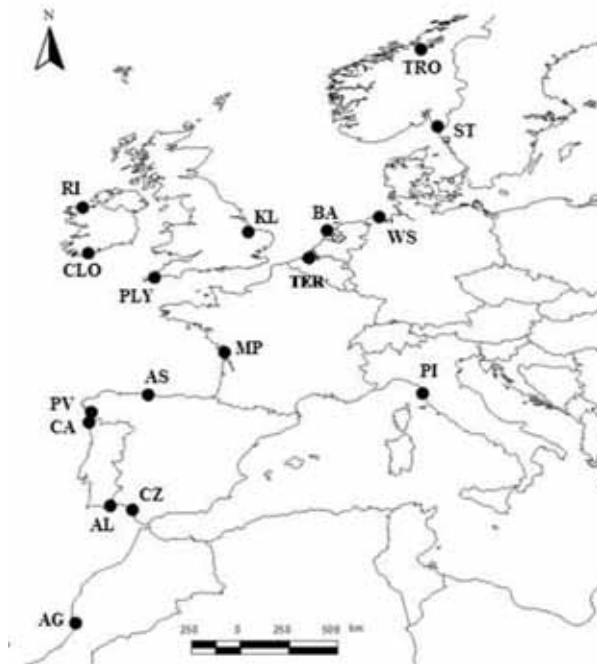 N
TRO
ST
RI
KL
BA
WS
CLO
TER
PLY
MP
AS
PI
PV
CA
CZ
AL
AG
250 0 250 500 km